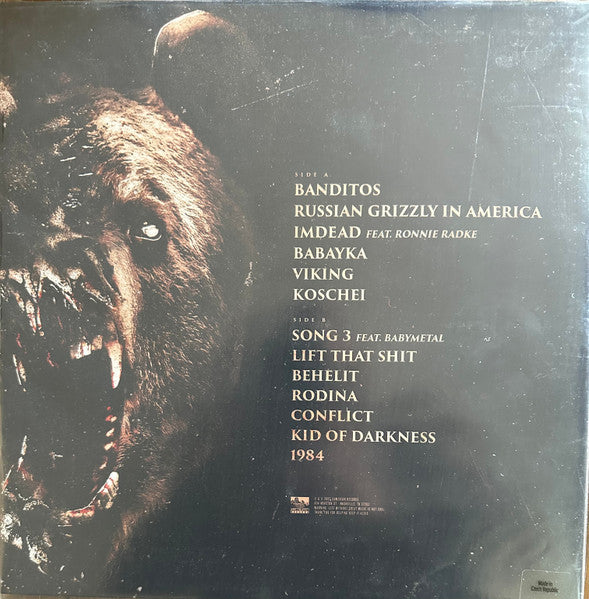 SIDE A
BANDITOS
RUSSIAN GRIZZLY IN AMERICA
IMDEAD FEAT. RONNIE RADKE
BABAYKA
VIKING
KOSCHEI
SIDE B
SONG 3 FEAT. BABYMETAL
LIFT THAT SHIT
BEHELIT
RODINA
CONFLICT
KID OF DARKNESS
1984
Made in
Czech Republic